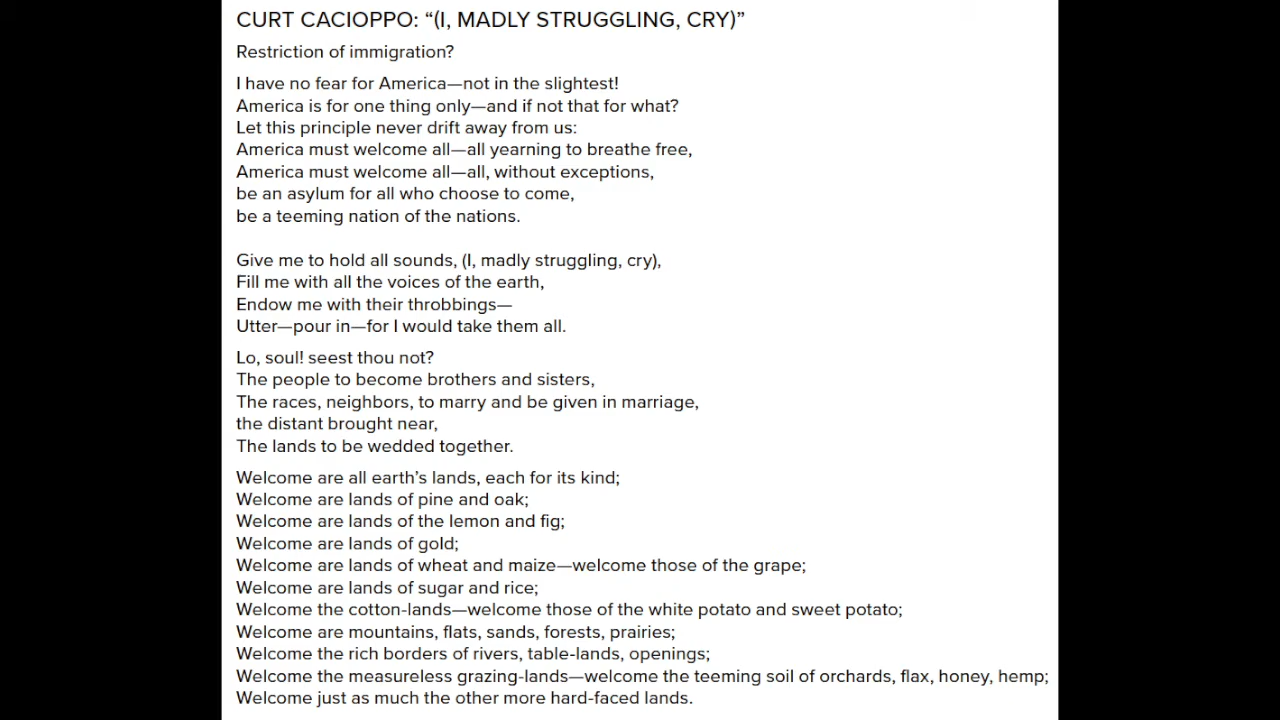 CURT CACIOPPO: “(I, MADLY STRUGGLING, CRY)”
Restriction of immigration?
I have no fear for America—not in the slightest!
America is for one thing only—and if not that for what?
Let this principle never drift away from us:
America must welcome all—all yearning to breathe free,
America must welcome all—all, without exceptions,
be an asylum for all who choose to come,
be a teeming nation of the nations.
Give me to hold all sounds, (I, madly struggling, cry),
Fill me with all the voices of the earth,
Endow me with their throbbings—
Utter—pour in—for I would take them all.
Lo, soul! seest thou not?
The people to become brothers and sisters,
The races, neighbors, to marry and be given in marriage,
the distant brought near,
The lands to be wedded together.
Welcome are all earth’s lands, each for its kind;
Welcome are lands of pine and oak;
Welcome are lands of the lemon and fig;
Welcome are lands of gold;
Welcome are lands of wheat and maize—welcome those of the grape;
Welcome are lands of sugar and rice;
Welcome the cotton-lands—welcome those of the white potato and sweet potato;
Welcome are mountains, flats, sands, forests, prairies;
Welcome the rich borders of rivers, table-lands, openings;
Welcome the measureless grazing-lands—welcome the teeming soil of orchards, flax, honey, hemp;
Welcome just as much the other more hard-faced lands.